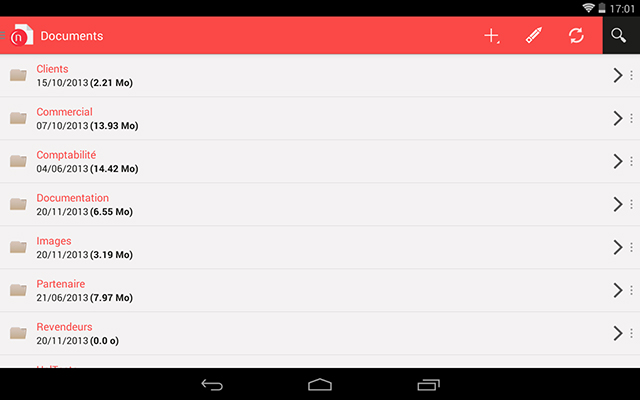 17:01
n Documents
Clients
15/10/2013 (2.21 Mo)
Commercial
07/10/2013 (13.93 Mo)
Comptabilité
04/06/2013 (14.42 Mo)
Documentation
20/11/2013 (6.55 Mo)
Images
20/11/2013 (3.19 Mo)
Partenaire
21/06/2013 (7.97 Mo)
Revendeurs
20/11/2013 (0.0 o)